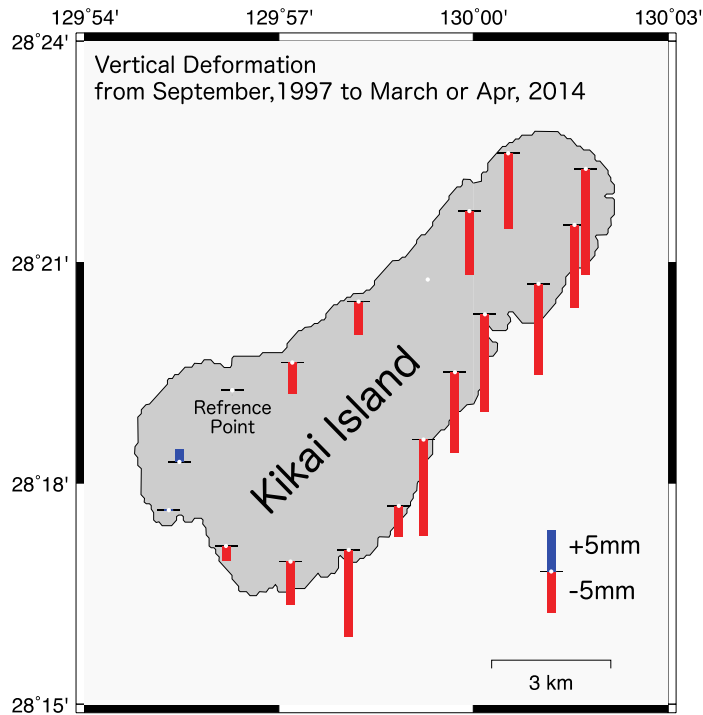 129˚54'
129˚57'
130˚00'
130˚03'
28˚24'
Vertical Deformation
from September,1997 to March or Apr, 2014
28˚21'
Refrence
Point
Kikai Island
28˚18'
+5mm
-5mm
3 km
28˚15'